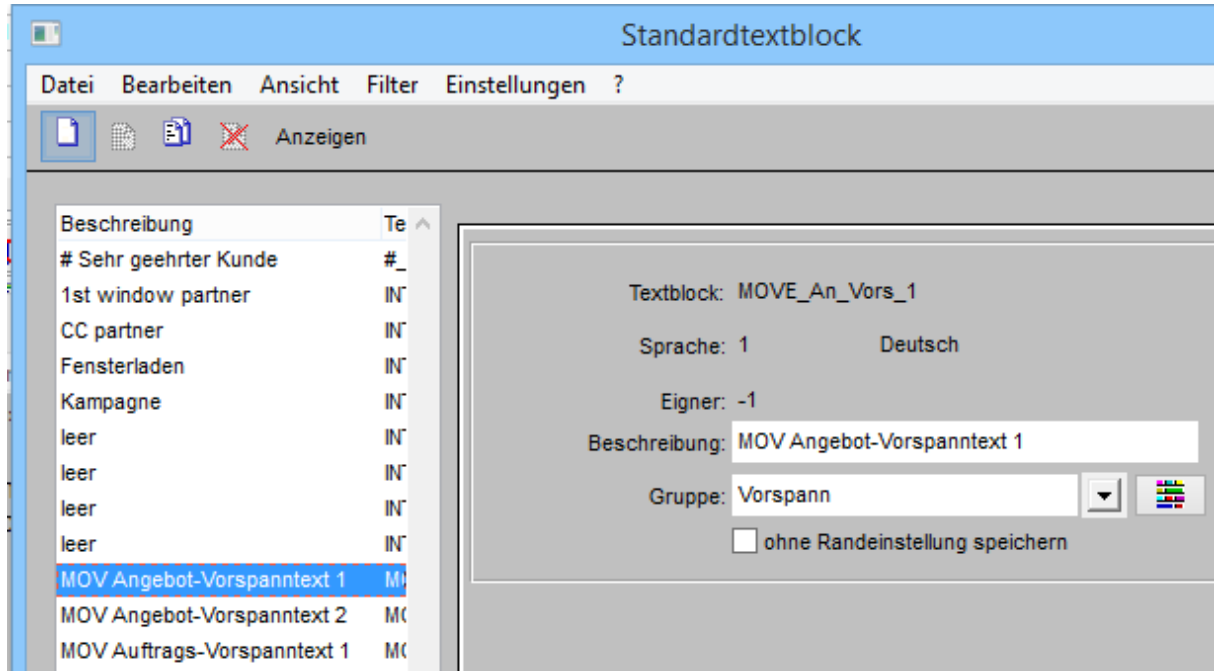 Standardtextblock
Datei Bearbeiten Ansicht Filter Einstellungen ?
Anzeigen
Beschreibung Te
# Sehr geehrter Kunde #_
1st window partner
CC partner
Fensterladen
Kampagne
leer
leer
leer
leer
MOV Angebot-Vorspanntext 1
MOV Angebot-Vorspanntext 2
MOV Auftrags-Vorspanntext 1
Textblock: MOVE_An_Vors_1
Sprache: 1 Deutsch
Eigner: -1
Beschreibung: MOV Angebot-Vorspanntext 1
Gruppe: Vorspann
ohne Randeinstellung speichern